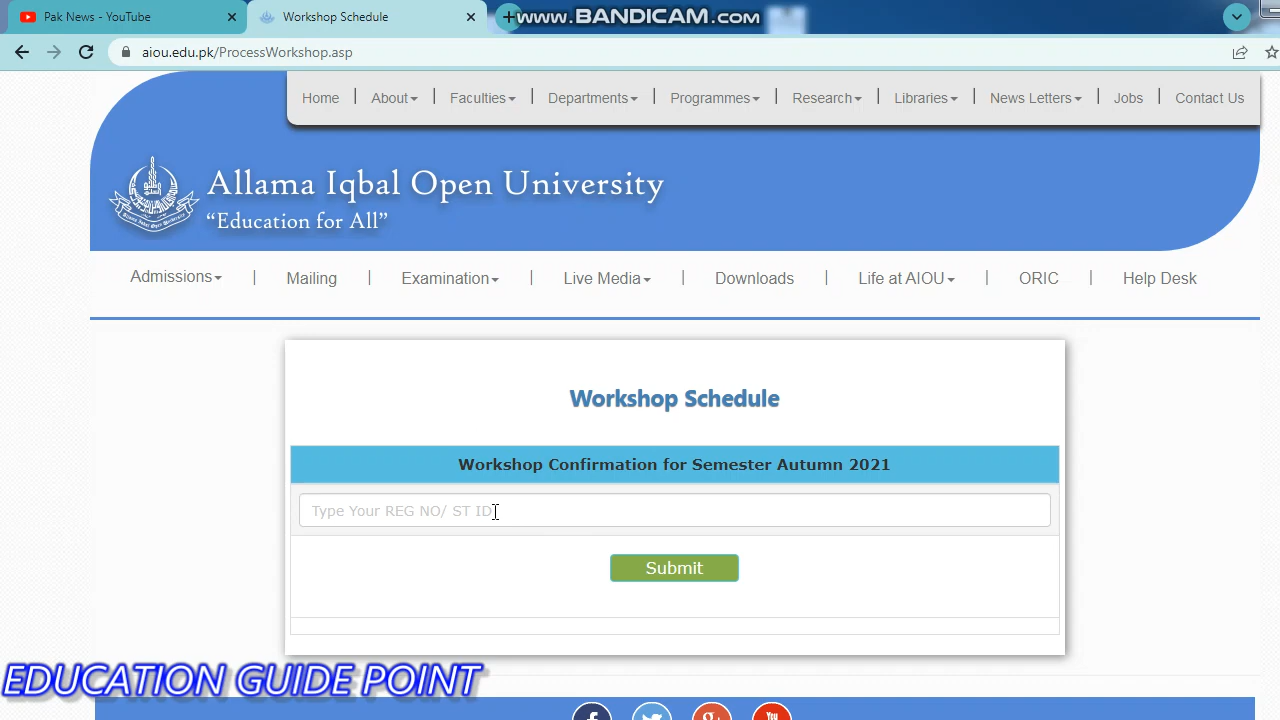 Pak News - YouTube
Workshop Schedule
www.BANDICAM.com
aiou.edu.pk/ProcessWorkshop.asp
Home | About | Faculties | Departments | Programmes | Research | Libraries | News Letters | Jobs | Contact Us
Allama Iqbal Open University
“Education for All”
Admissions | Mailing | Examination | Live Media | Downloads | Life at AIOU | ORIC | Help Desk
Workshop Schedule
Workshop Confirmation for Semester Autumn 2021
Type Your REG NO/ ST ID
Submit
EDUCATION GUIDE POINT